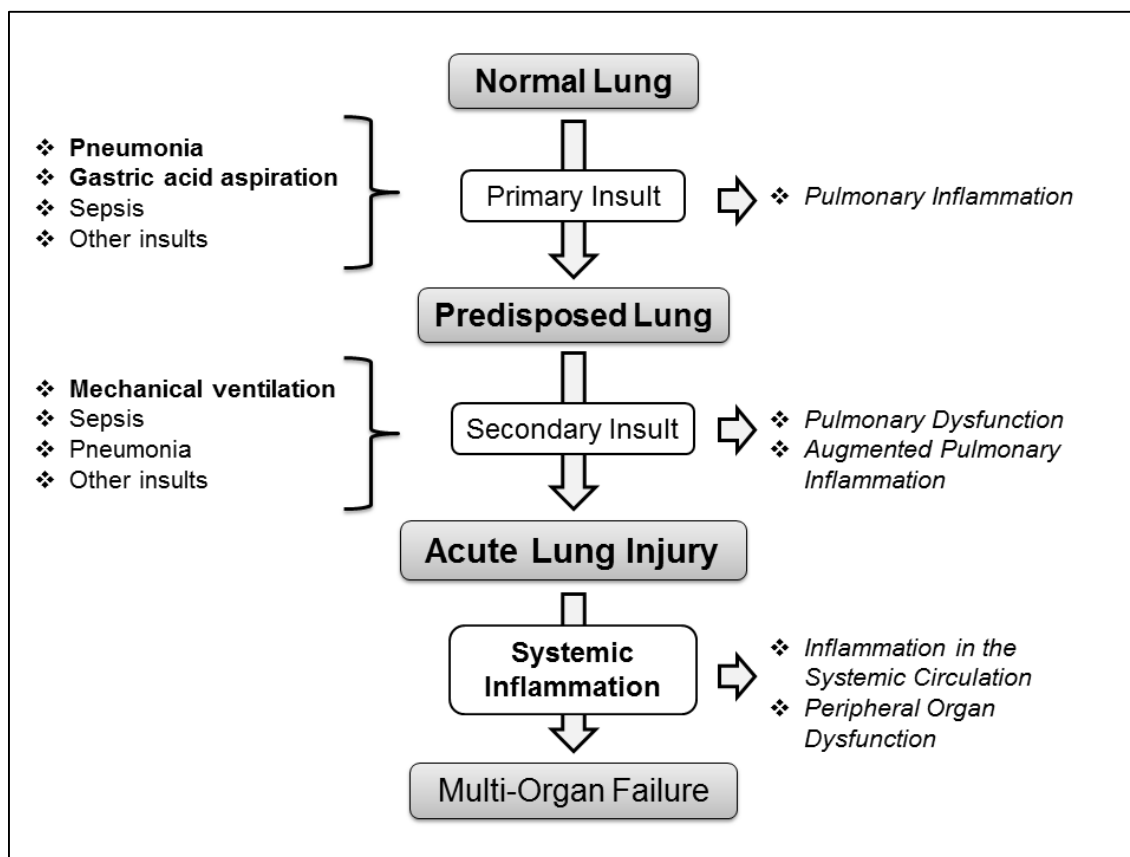 Normal Lung
❖ Pneumonia
❖ Gastric acid aspiration
❖ Sepsis
❖ Other insults
Primary Insult
❖ Pulmonary Inflammation
Predisposed Lung
❖ Mechanical ventilation
❖ Sepsis
❖ Pneumonia
❖ Other insults
Secondary Insult
❖ Pulmonary Dysfunction
❖ Augmented Pulmonary
Inflammation
Acute Lung Injury
Systemic
Inflammation
❖ Inflammation in the
Systemic Circulation
❖ Peripheral Organ
Dysfunction
Multi-Organ Failure